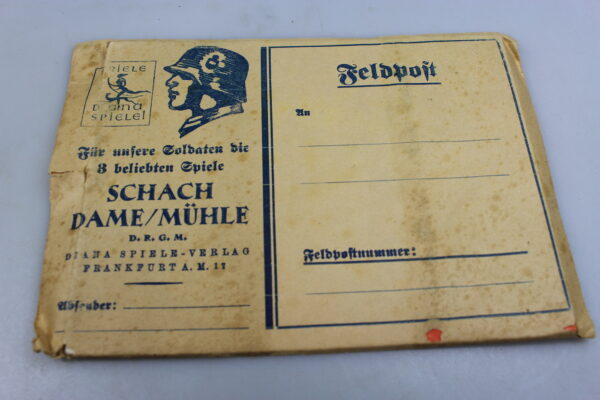 SPIELE
Diana
SPIELE!
Für unsere Soldaten die
3 beliebten Spiele
SCHACH
DAME/MÜHLE
D. R. G. M.
DIANA SPIELE-VERLAG
FRANKFURT A. M. 17
Absender:
Feldpost
An
Feldpostnummer: